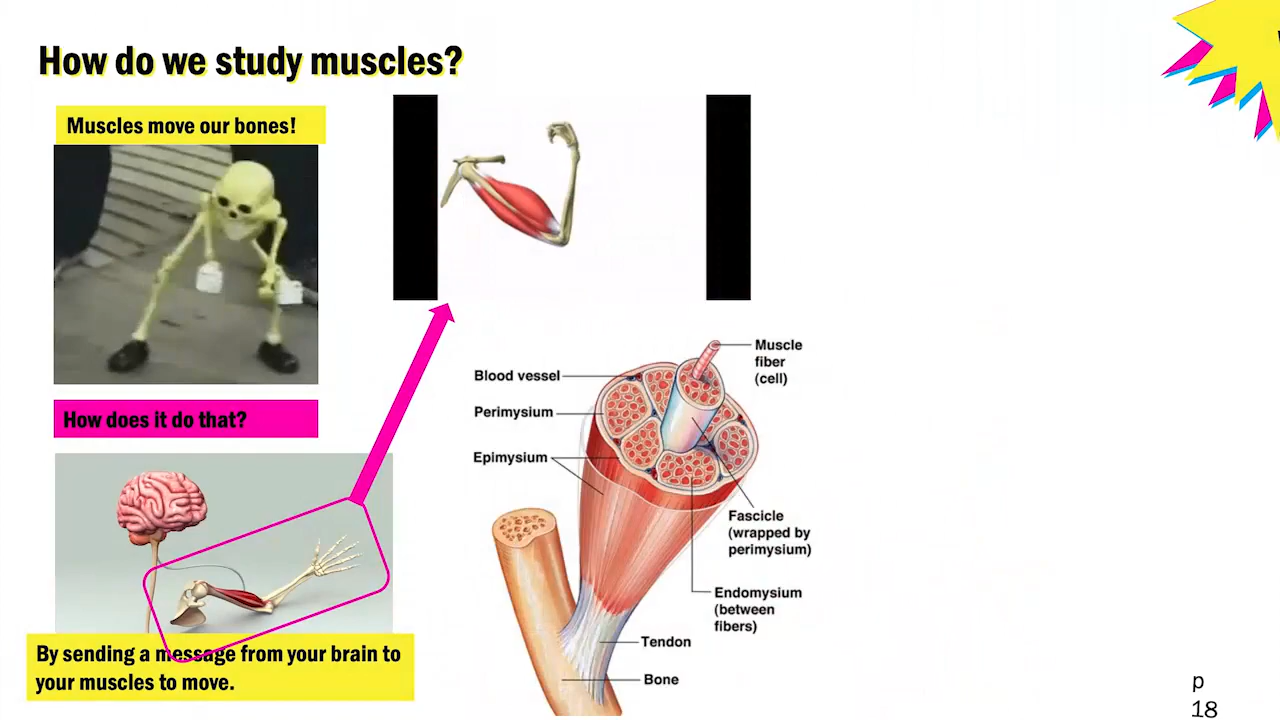 How do we study muscles?
Muscles move our bones!
How does it do that?
By sending a message from your brain to
your muscles to move.
Muscle
fiber
(cell)
Blood vessel
Perimysium
Epimysium
Fascicle
(wrapped by
perimysium)
Endomysium
(between
fibers)
Tendon
Bone
p
18